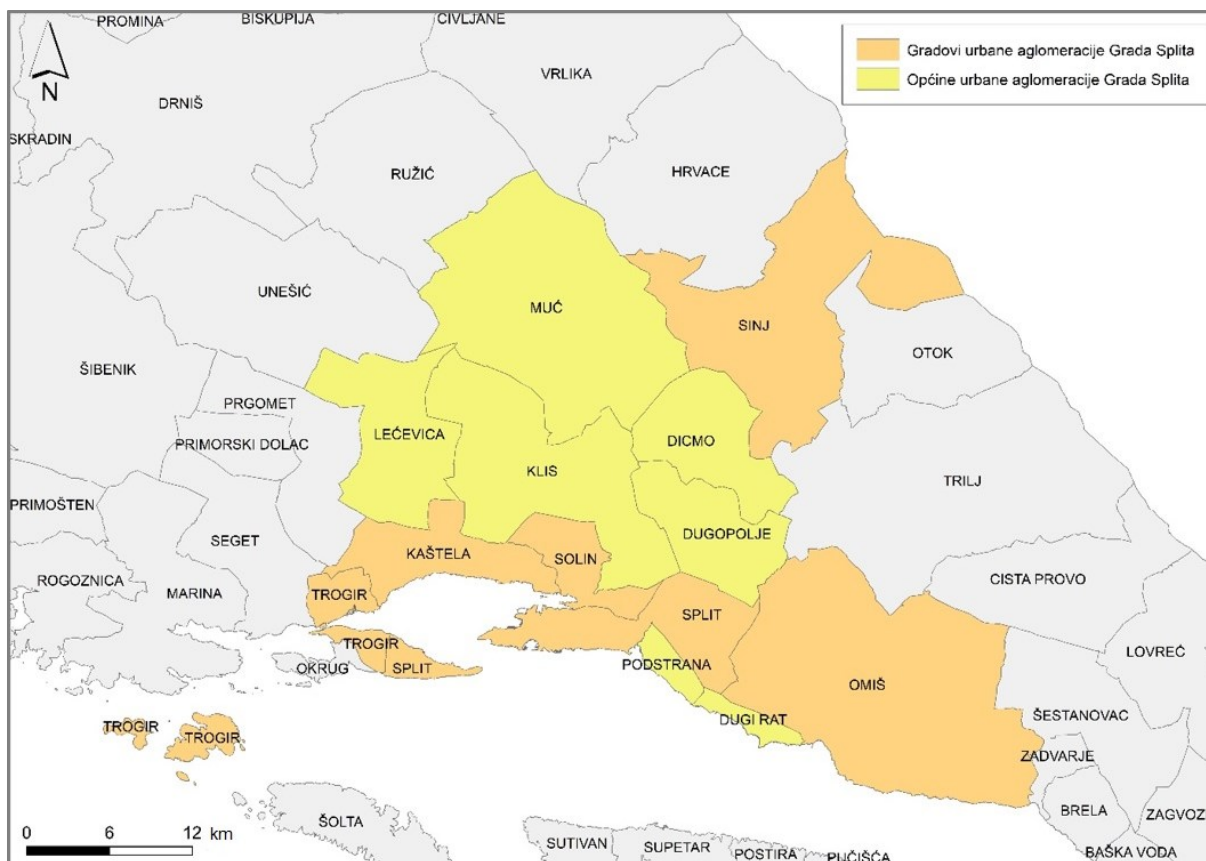 PROMINA
BISKUPIJA
CIVLJANE
N
Gradovi urbane aglomeracije Grada Splita
Općine urbane aglomeracije Grada Splita
VRLIKA
DRNIŠ
SKRADIN
RUŽIĆ
HRVACE
UNEŠIĆ
MUĆ
SINJ
OTOK
ŠIBENIK
PRGOMET
PRIMORSKI DOLAC
LEĆEVICA
DICMO
KLIS
TRILJ
PRIMOŠTEN
SEGET
DUGOPOLJE
KAŠTELA
SOLIN
ROGOZNICA
MARINA
TROGIR
CISTA PROVO
SPLIT
TROGIR
OKRUG
SPLIT
PODSTRANA
OMIŠ
LOVREĆ
DUGI RAT
ŠESTANOVAC
TROGIR
TROGIR
ZADVARJE
BRELA
ZAGVOZ
ŠOLTA
0 6 12 km
SUTIVAN
SUPETAR
POSTIRA
PUČIŠĆA
BAŠKA VODA